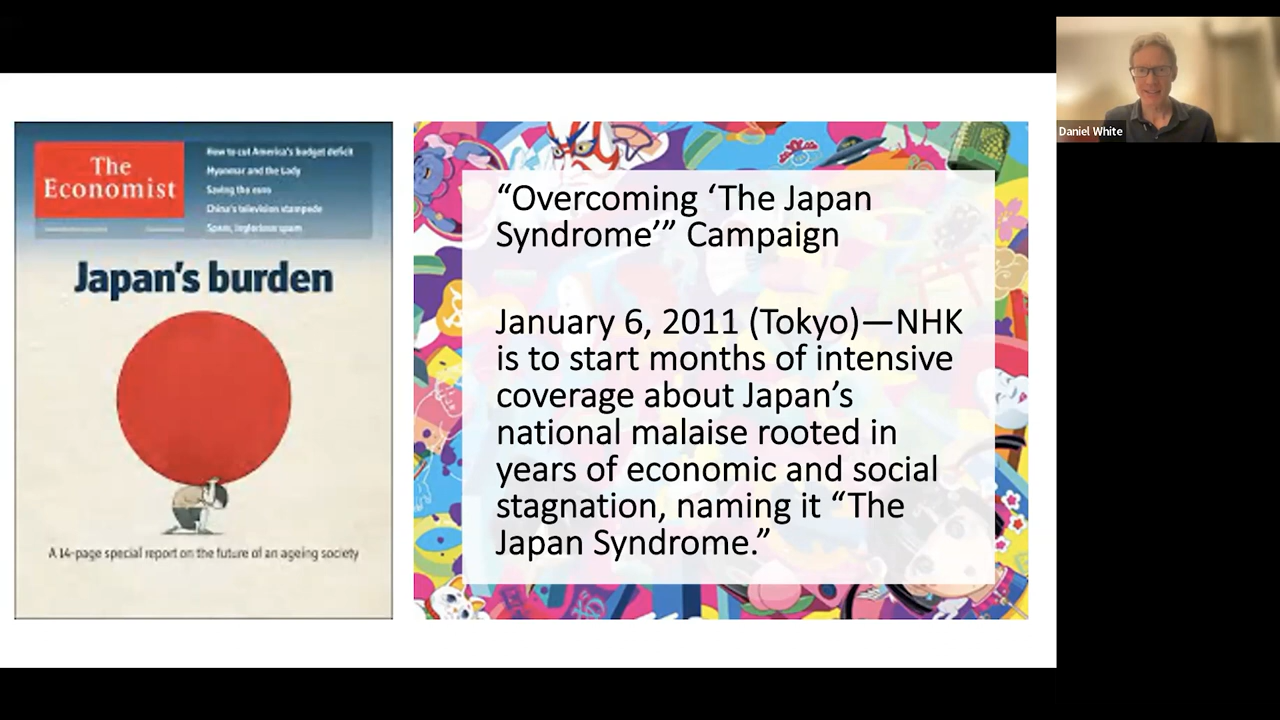 The
Economist
How to cut America's budget deficit
Myanmar and the Lady
Saving the euro
China's television stampede
Spam, inglorious spam
Japan's burden
A 14-page special report on the future of an ageing society
“Overcoming ‘The Japan
Syndrome’” Campaign
January 6, 2011 (Tokyo)—NHK
is to start months of intensive
coverage about Japan’s
national malaise rooted in
years of economic and social
stagnation, naming it “The
Japan Syndrome.”
Daniel White